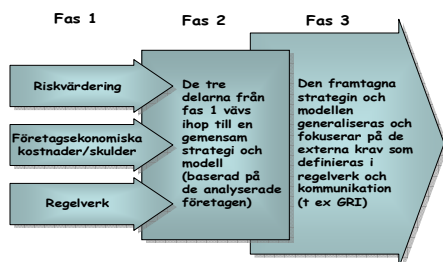 Fas 1
Fas 2
Fas 3
Riskvärdering
Företagsekonomiska
kostnader/skulder
Regelverk
De tre
delarna från
fas 1 vävs
ihop till en
gemensam
strategi och
modell
(baserad på
de analyserade
företagen)
Den framtagna
strategin och
modellen
generaliseras och
fokuserar på de
externa krav som
definieras i
regelverk och
kommunikation
(t ex GRI)